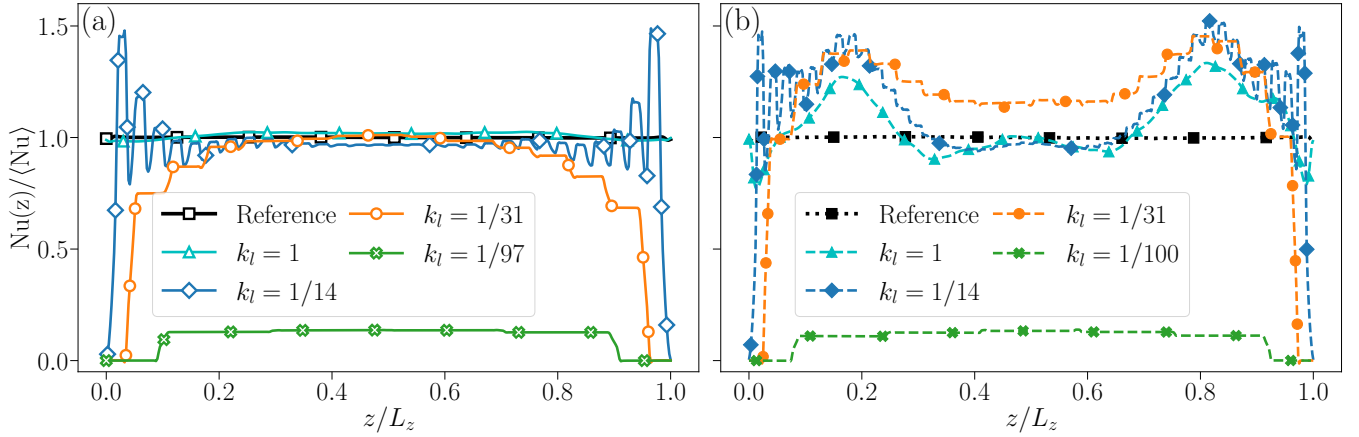 (a)
1.5
1.0
0.5
0.0
Nu(z)/⟨Nu⟩
Reference
k_l = 1
k_l = 1/14
k_l = 1/31
k_l = 1/97
0.0 0.2 0.4 0.6 0.8 1.0
z/L_z
(b)
Reference
k_l = 1
k_l = 1/14
k_l = 1/31
k_l = 1/100
0.0 0.2 0.4 0.6 0.8 1.0
z/L_z